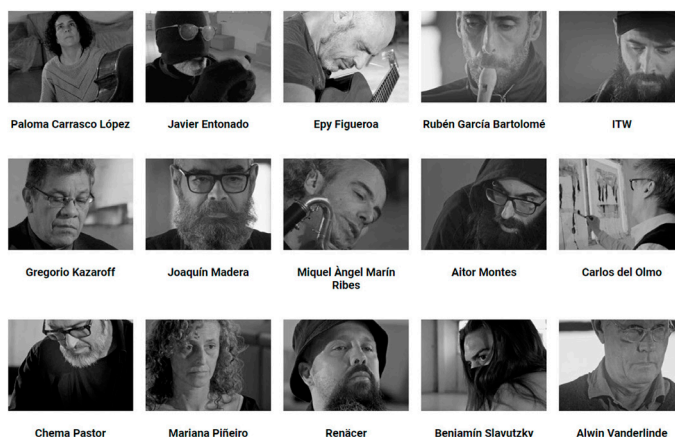 Paloma Carrasco López
Javier Entonado
Epy Figueroa
Rubén García Bartolomé
ITW
Gregorio Kazaroff
Joaquín Madera
Miquel Àngel Marín
Ribes
Aitor Montes
Carlos del Olmo
Chema Pastor
Mariana Piñeiro
Renäcer
Benjamín Slavutzky
Alwin Vanderlinde